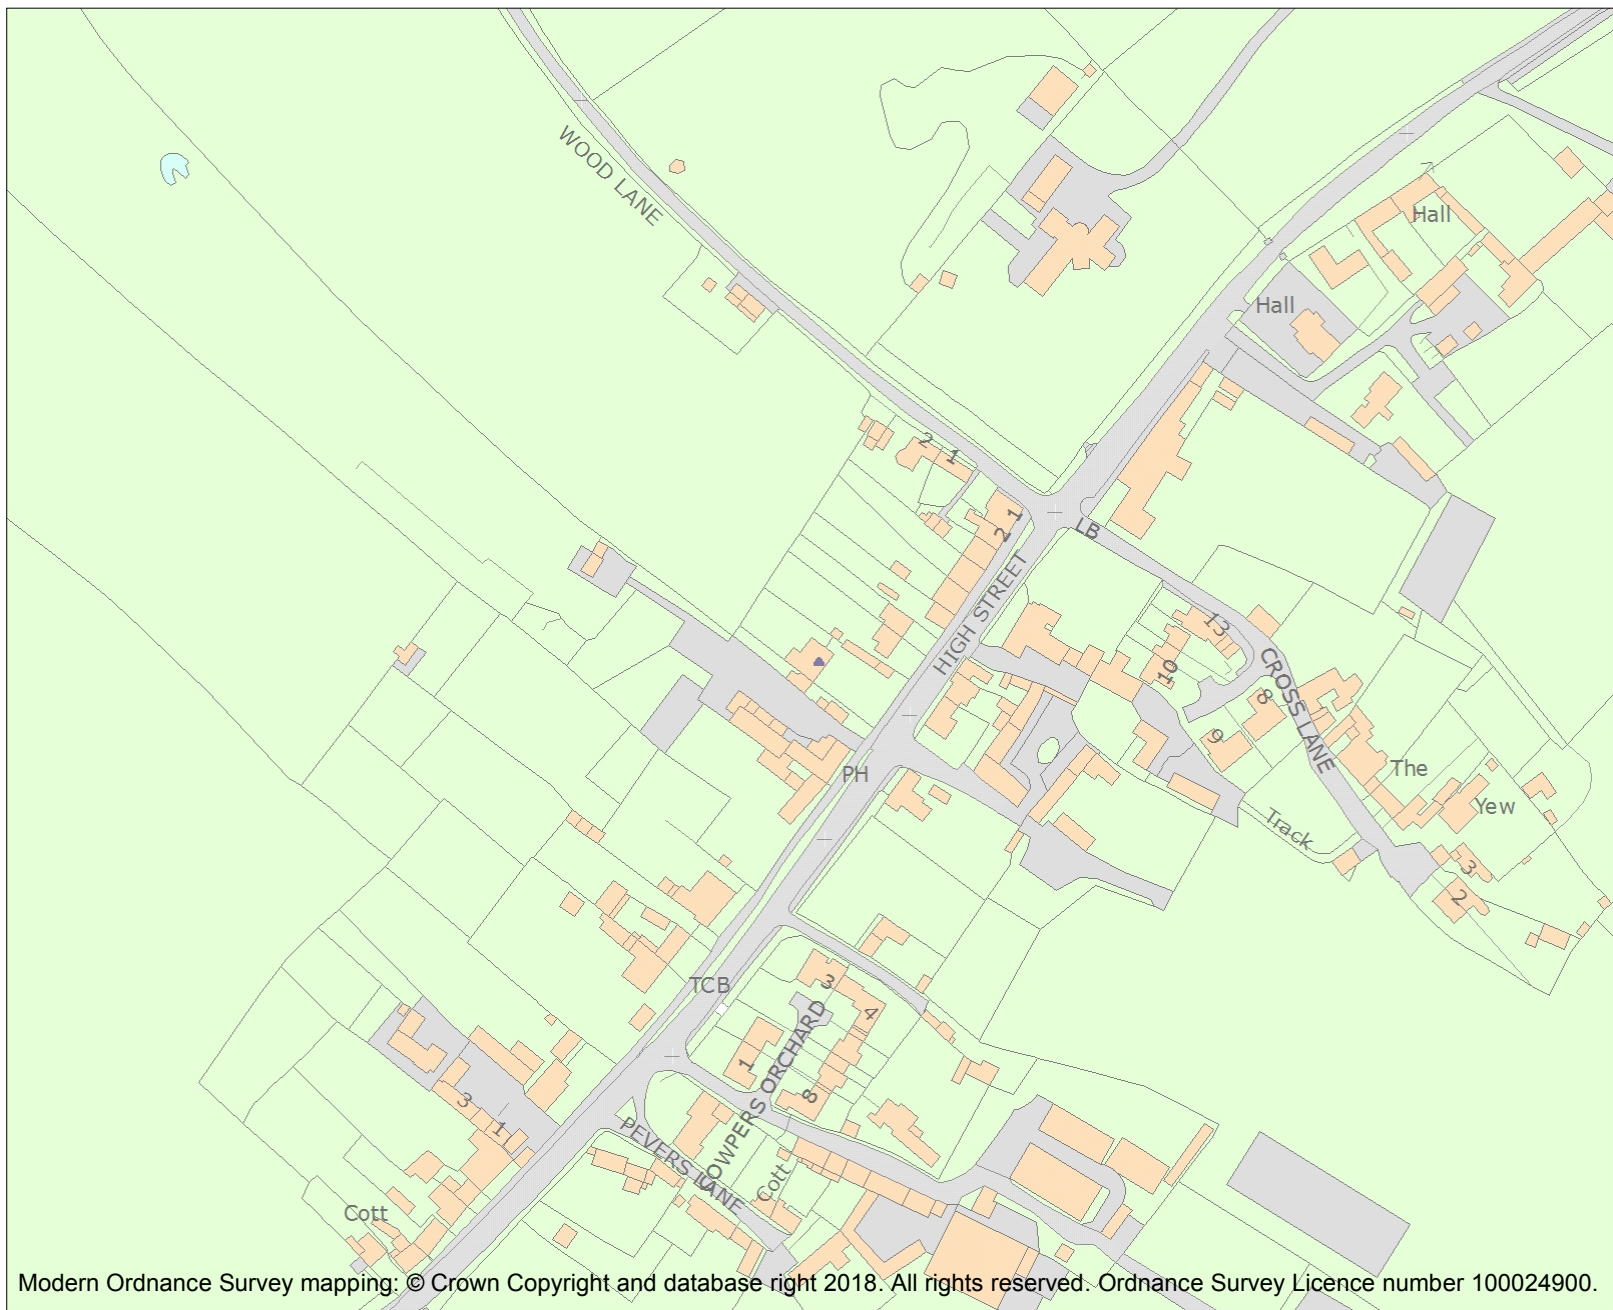 WOOD LANE
Hall
Hall
2
1
1
2
LB
HIGH STREET
13
10
CROSS LANE
8
9
The
PH
Yew
Track
3
2
TCB
3
4
1
COWPERS ORCHARD
8
3
1
PEVERS LANE
Cott
Cott
Modern Ordnance Survey mapping: © Crown Copyright and database right 2018. All rights reserved. Ordnance Survey Licence number 100024900.